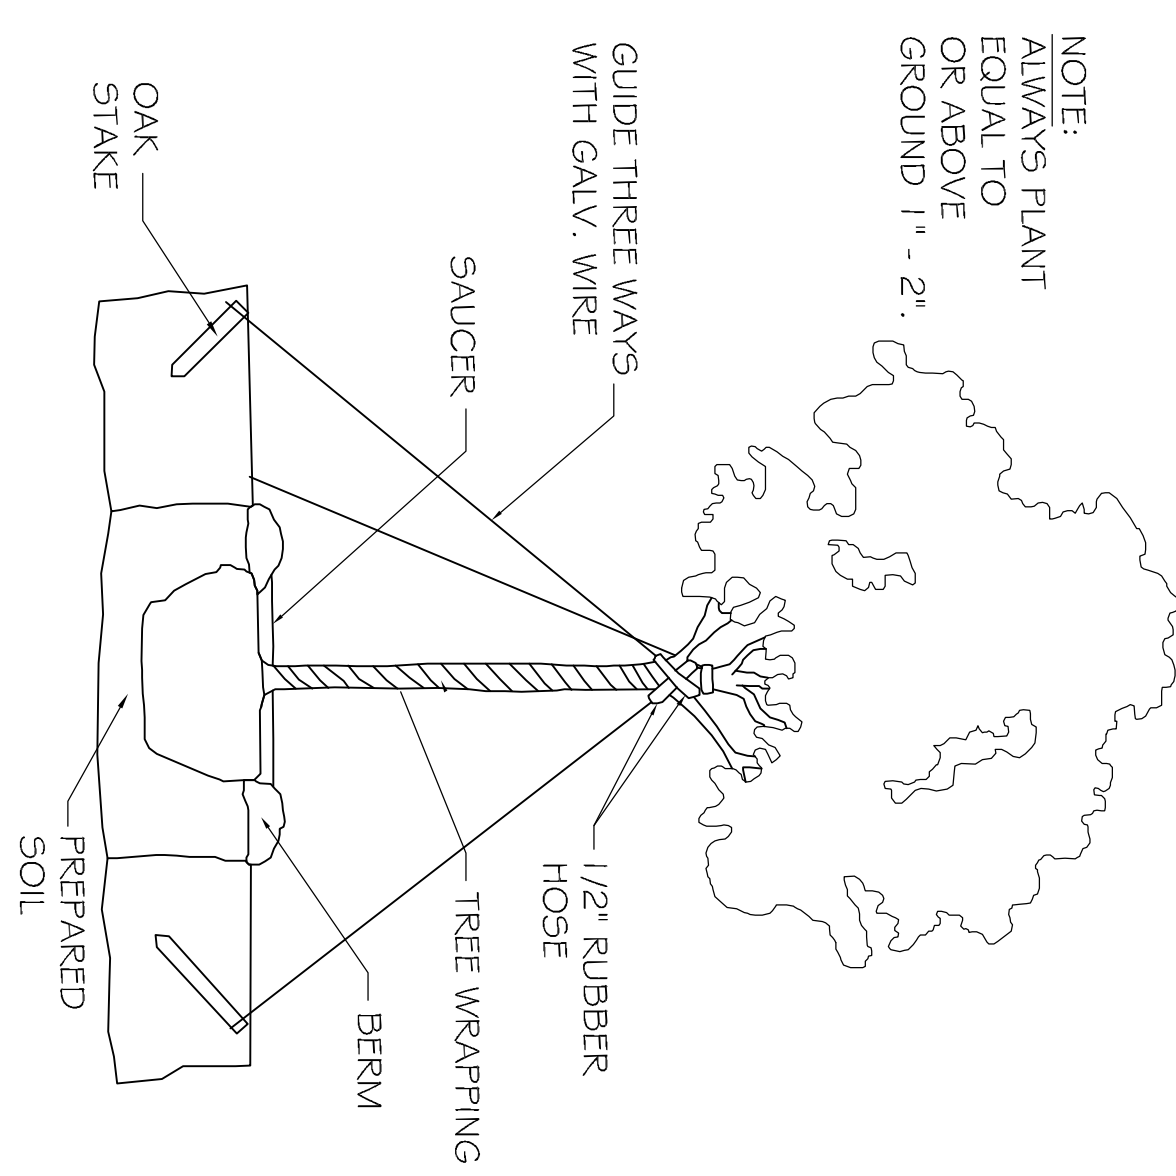 NOTE:
ALWAYS PLANT
EQUAL TO
OR ABOVE
GROUND 1" - 2".
GUIDE THREE WAYS
WITH GALV. WIRE
SAUCER
OAK
STAKE
1/2" RUBBER
HOSE
TREE WRAPPING
BERM
PREPARED
SOIL